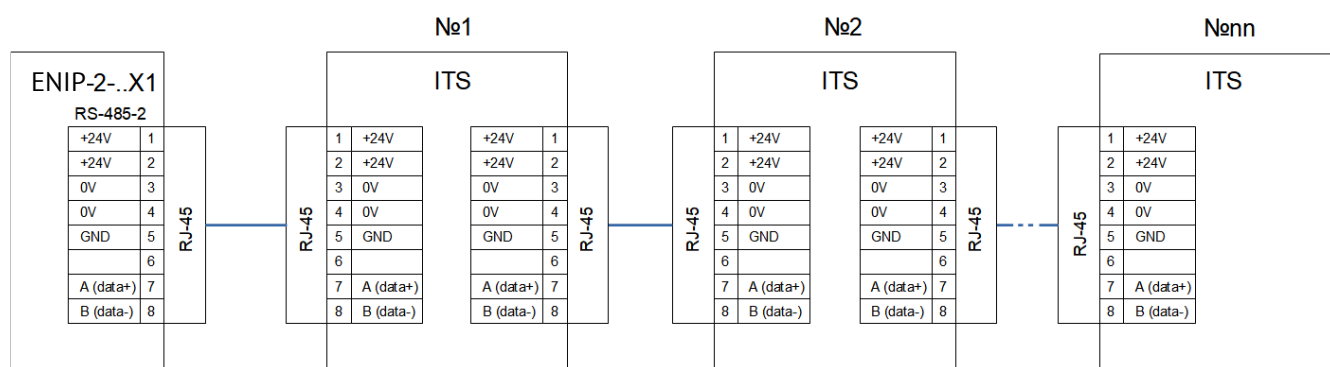 №1
№2
№nn
ENIP-2-..X1
ITS
ITS
ITS
RS-485-2
+24V 1
+24V 2
0V 3
0V 4
GND 5
6
A (data+) 7
B (data-) 8
RJ-45
RJ-45
1 +24V
2 +24V
3 0V
4 0V
5 GND
6
7 A (data+)
8 B (data-)
+24V 1
+24V 2
0V 3
0V 4
GND 5
6
A (data+) 7
B (data-) 8
RJ-45
RJ-45
1 +24V
2 +24V
3 0V
4 0V
5 GND
6
7 A (data+)
8 B (data-)
+24V 1
+24V 2
0V 3
0V 4
GND 5
6
A (data+) 7
B (data-) 8
RJ-45
RJ-45
1 +24V
2 +24V
3 0V
4 0V
5 GND
6
7 A (data+)
8 B (data-)